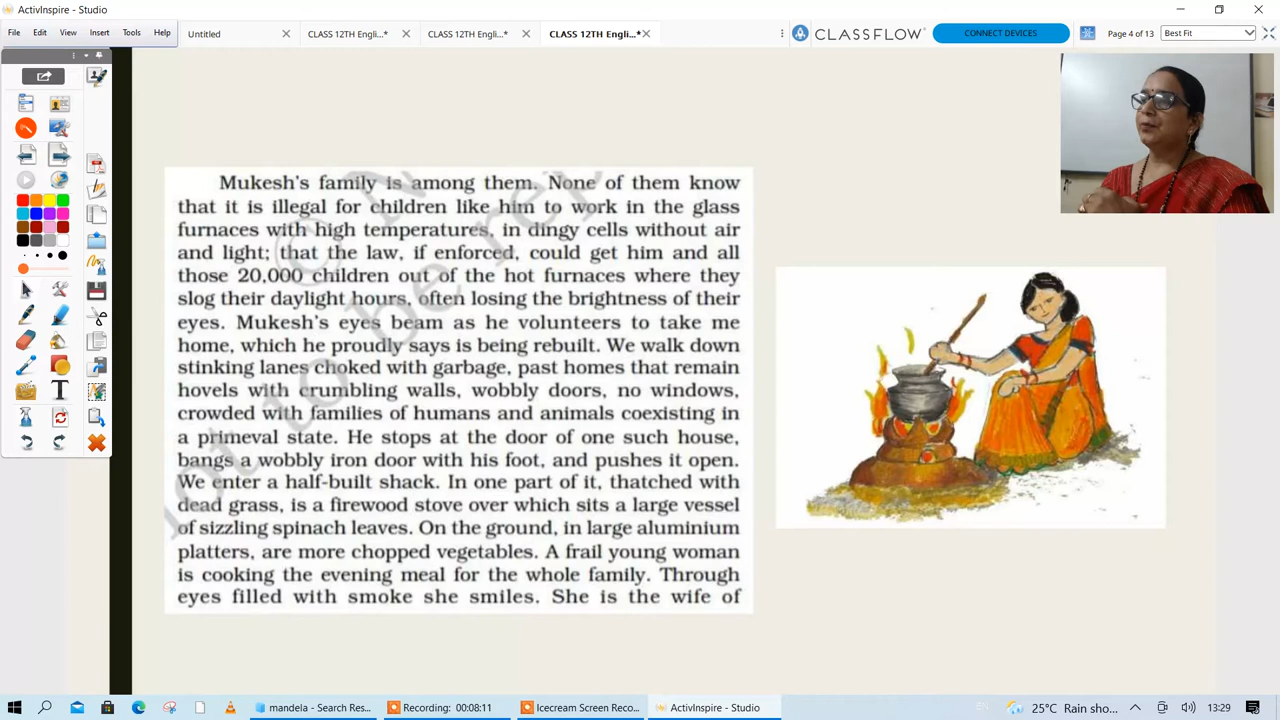 ActivInspire - Studio
File Edit View Insert Tools Help
Untitled
CLASS 12TH Engli...*
CLASS 12TH Engli...*
CLASS 12TH Engli...*
CLASSFLOW
CONNECT DEVICES
Page 4 of 13
Best Fit
Mukesh's family is among them. None of them know
that it is illegal for children like him to work in the glass
furnaces with high temperatures, in dingy cells without air
and light; that the law, if enforced, could get him and all
those 20,000 children out of the hot furnaces where they
slog their daylight hours, often losing the brightness of their
eyes. Mukesh's eyes beam as he volunteers to take me
home, which he proudly says is being rebuilt. We walk down
stinking lanes choked with garbage, past homes that remain
hovels with crumbling walls, wobbly doors, no windows,
crowded with families of humans and animals coexisting in
a primeval state. He stops at the door of one such house,
bangs a wobbly iron door with his foot, and pushes it open.
We enter a half-built shack. In one part of it, thatched with
dead grass, is a firewood stove over which sits a large vessel
of sizzling spinach leaves. On the ground, in large aluminium
platters, are more chopped vegetables. A frail young woman
is cooking the evening meal for the whole family. Through
eyes filled with smoke she smiles. She is the wife of
mandela - Search Res...
Recording: 00:08:11
Icecream Screen Reco...
ActivInspire - Studio
25°C Rain sho...
13:29